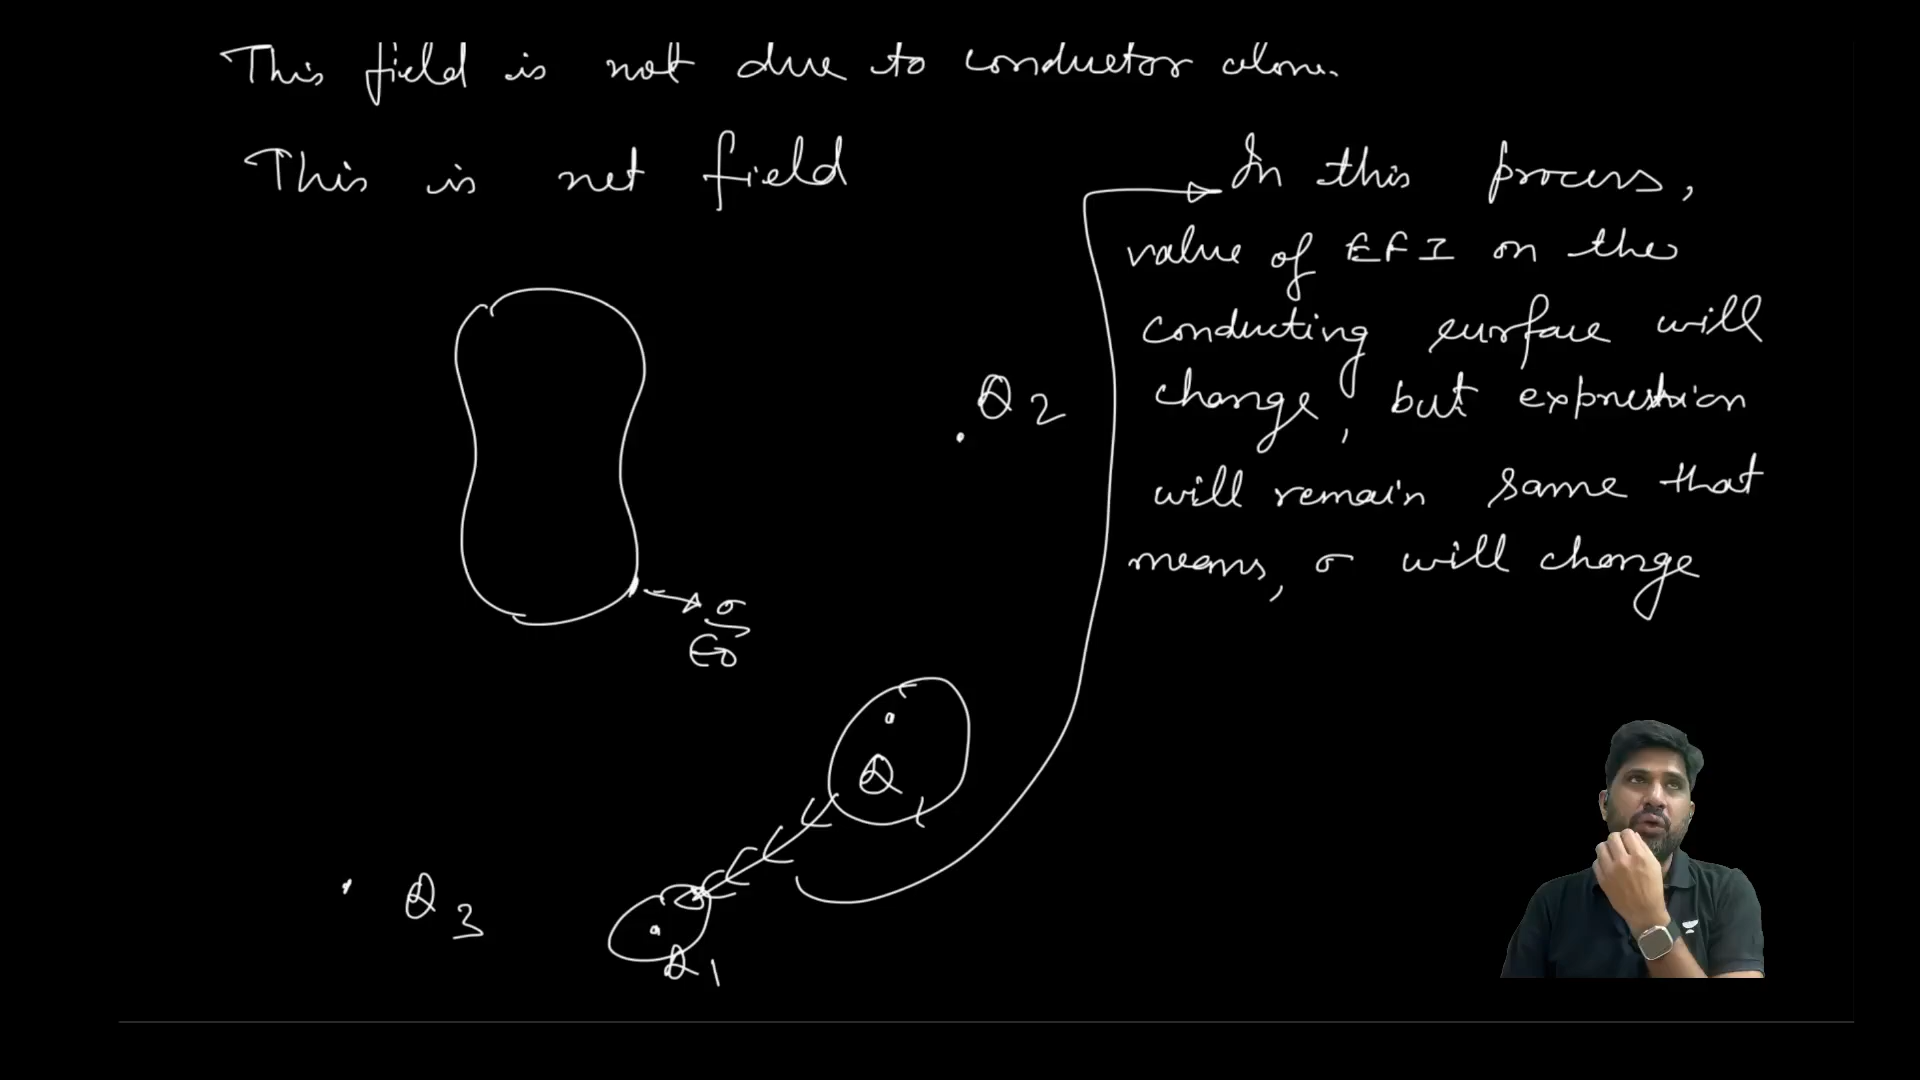 This field is not due to conductor alone.
This is net field
In this process,
value of EFI on the
conducting surface will
change, but expression
will remain same that
means, σ will change
Q2
σ
ε0
Q
Q3
Q1